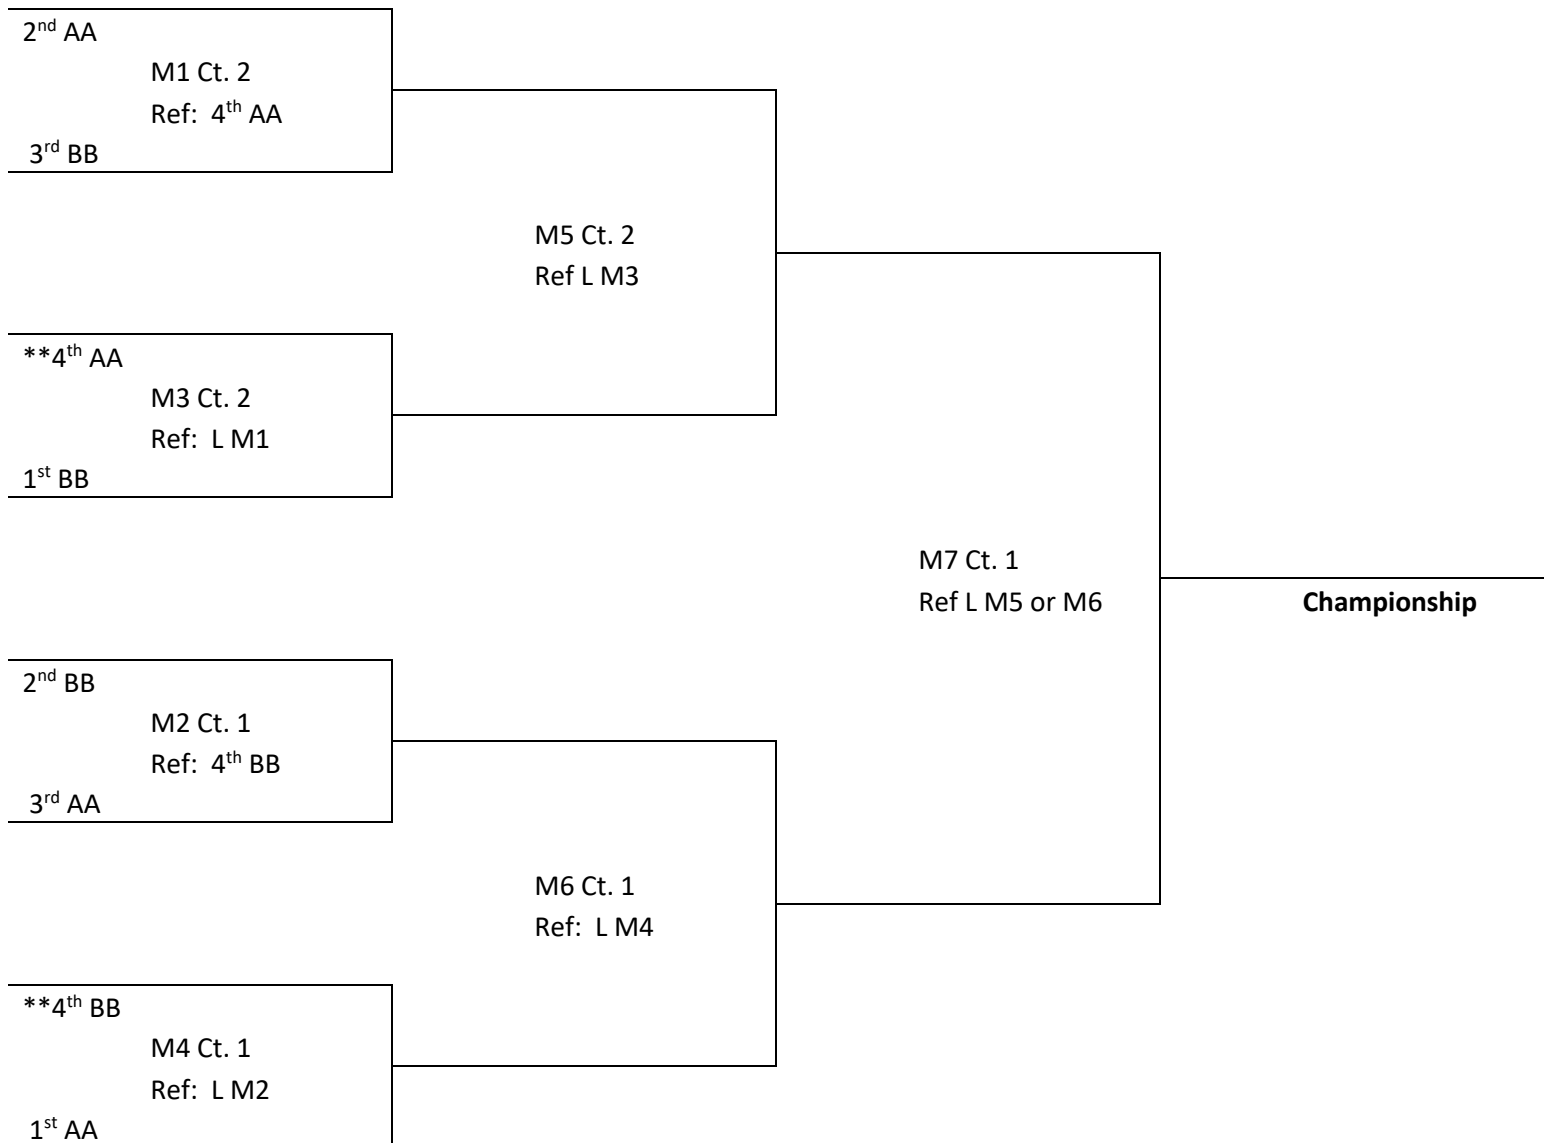 2nd AA
M1 Ct. 2
Ref: 4th AA
3rd BB
M5 Ct. 2
Ref L M3
**4th AA
M3 Ct. 2
Ref: L M1
1st BB
M7 Ct. 1
Ref L M5 or M6
Championship
2nd BB
M2 Ct. 1
Ref: 4th BB
3rd AA
M6 Ct. 1
Ref: L M4
**4th BB
M4 Ct. 1
Ref: L M2
1st AA